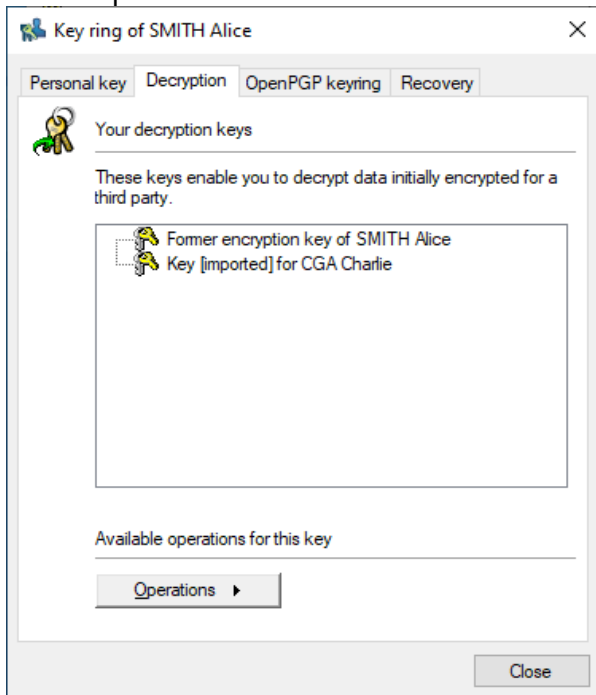 Key ring of SMITH Alice
Personal key Decryption OpenPGP keyring Recovery
Your decryption keys
These keys enable you to decrypt data initially encrypted for a
third party.
Former encryption key of SMITH Alice
Key [imported] for CGA Charlie
Available operations for this key
Operations
Close